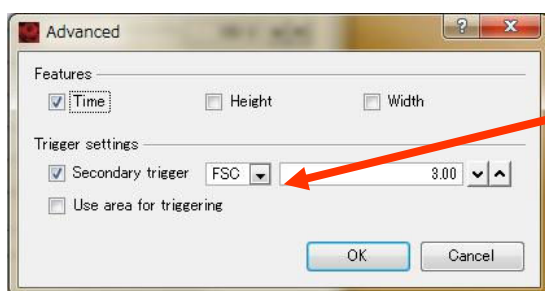 Advanced
Features
Time Height Width
Trigger settings
Secondary trigger FSC 3.00
Use area for triggering
OK Cancel